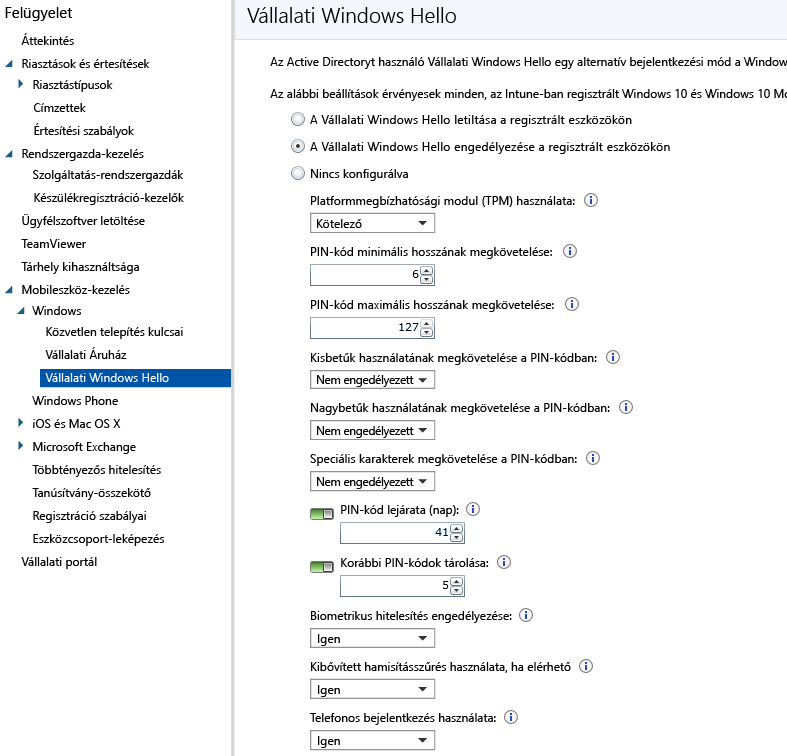 Felügyelet
Áttekintés
Riasztások és értesítések
Riasztástípusok
Címzettek
Értesítési szabályok
Rendszergazda-kezelés
Szolgáltatás-rendszergazdák
Készülékregisztráció-kezelők
Ügyfélszoftver letöltése
TeamViewer
Tárhely kihasználtsága
Mobileszköz-kezelés
Windows
Közvetlen telepítés kulcsai
Vállalati Áruház
Vállalati Windows Hello
Windows Phone
iOS és Mac OS X
Microsoft Exchange
Többtényezős hitelesítés
Tanúsítvány-összekötő
Regisztráció szabályai
Eszközcsoport-leképezés
Vállalati portál
Vállalati Windows Hello
Az Active Directoryt használó Vállalati Windows Hello egy alternatív bejelentkezési mód a Window
Az alábbi beállítások érvényesek minden, az Intune-ban regisztrált Windows 10 és Windows 10 Mo
A Vállalati Windows Hello letiltása a regisztrált eszközökön
A Vállalati Windows Hello engedélyezése a regisztrált eszközökön
Nincs konfigurálva
Platformmegbízhatósági modul (TPM) használata:
Kötelező
PIN-kód minimális hosszának megkövetelése:
6
PIN-kód maximális hosszának megkövetelése:
127
Kisbetűk használatának megkövetelése a PIN-kódban:
Nem engedélyezett
Nagybetűk használatának megkövetelése a PIN-kódban:
Nem engedélyezett
Speciális karakterek megkövetelése a PIN-kódban:
Nem engedélyezett
PIN-kód lejárata (nap):
41
Korábbi PIN-kódok tárolása:
5
Biometrikus hitelesítés engedélyezése:
Igen
Kibővített hamisításszűrés használata, ha elérhető
Igen
Telefonos bejelentkezés használata:
Igen